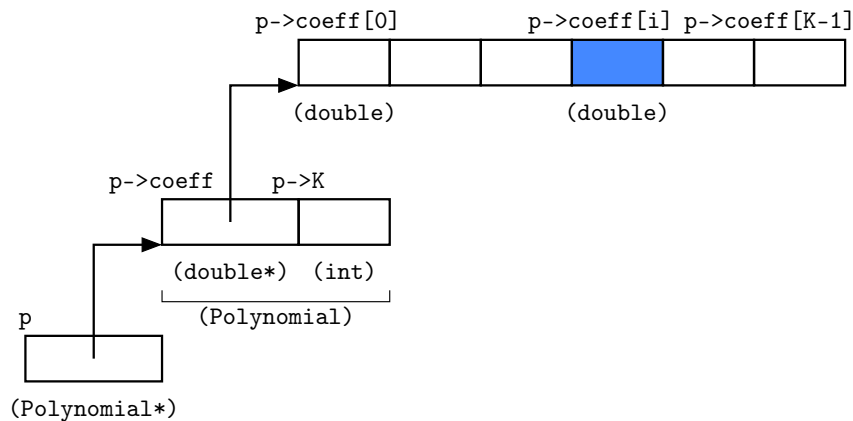 p->coeff[0] p->coeff[i] p->coeff[K-1]
(double) (double)
p->coeff p->K
(double*) (int)
(Polynomial)
p
(Polynomial*)